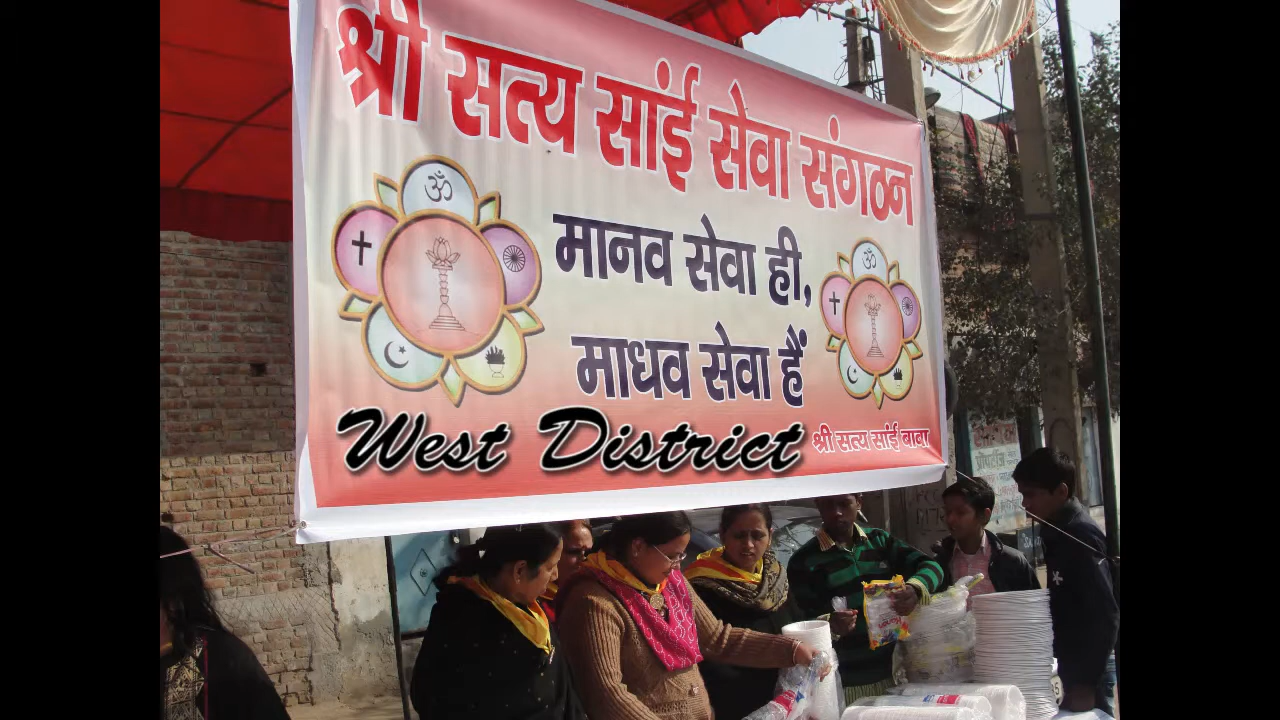 श्री सत्य सांई सेवा संगठन
ॐ
ॐ
मानव सेवा ही,
माधव सेवा हैं
West District
श्री सत्य सांई बाबा